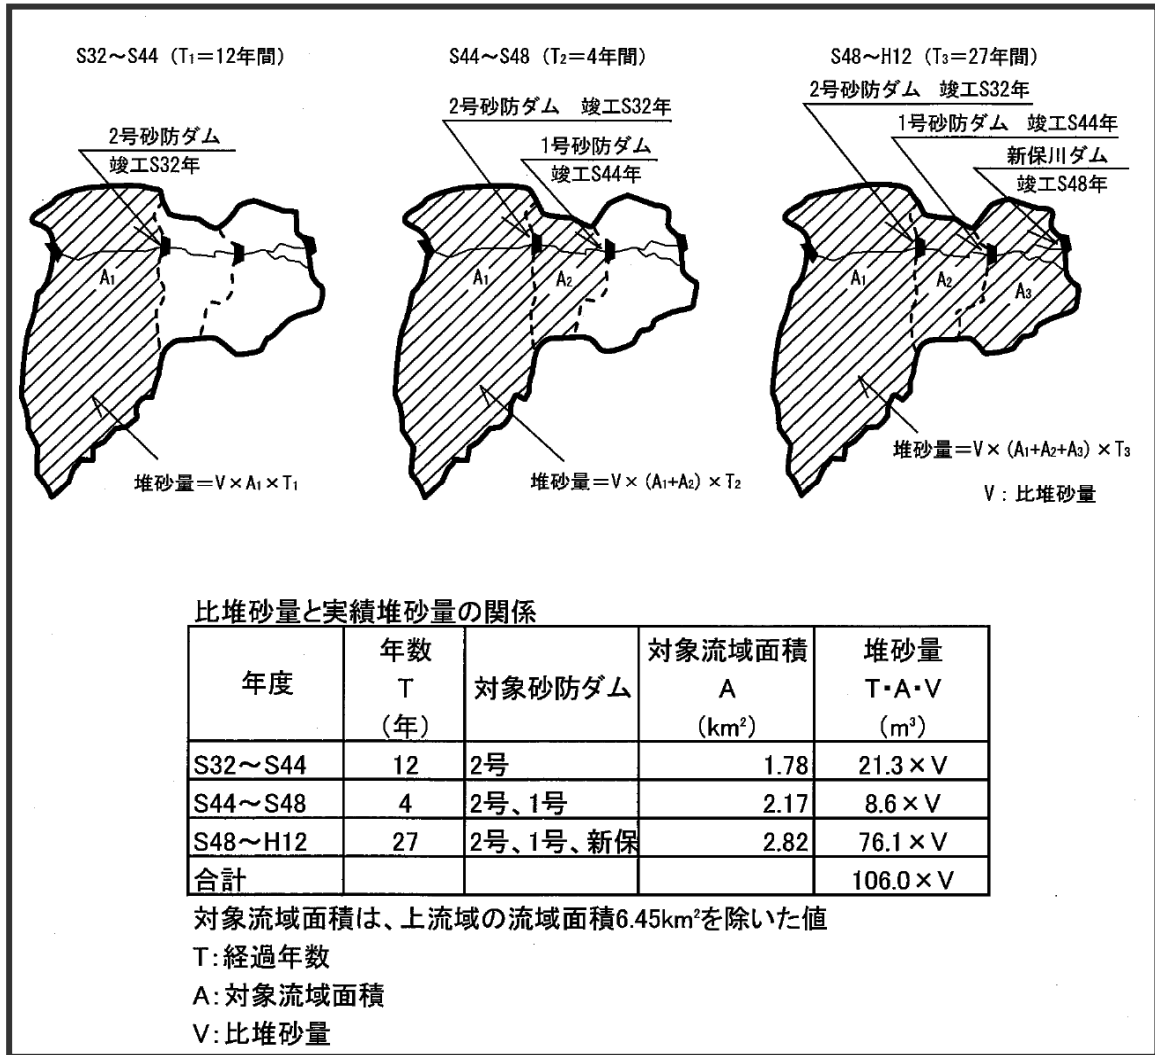 S32～S44 (T₁=12年間)
2号砂防ダム
竣工S32年
A₁
堆砂量=V×A₁×T₁
S44～S48 (T₂=4年間)
2号砂防ダム 竣工S32年
1号砂防ダム
竣工S44年
A₁
A₂
堆砂量=V×(A₁+A₂)×T₂
S48～H12 (T₃=27年間)
2号砂防ダム 竣工S32年
1号砂防ダム 竣工S44年
新保川ダム
竣工S48年
A₁
A₂
A₃
堆砂量=V×(A₁+A₂+A₃)×T₃
V:比堆砂量
比堆砂量と実績堆砂量の関係
年度 年数 T (年) 対象砂防ダム 対象流域面積 A (km²) 堆砂量 T・A・V (m³)
S32～S44 12 2号 1.78 21.3×V
S44～S48 4 2号、1号 2.17 8.6×V
S48～H12 27 2号、1号、新保 2.82 76.1×V
合計 106.0×V
対象流域面積は、上流域の流域面積6.45km²を除いた値
T:経過年数
A:対象流域面積
V:比堆砂量